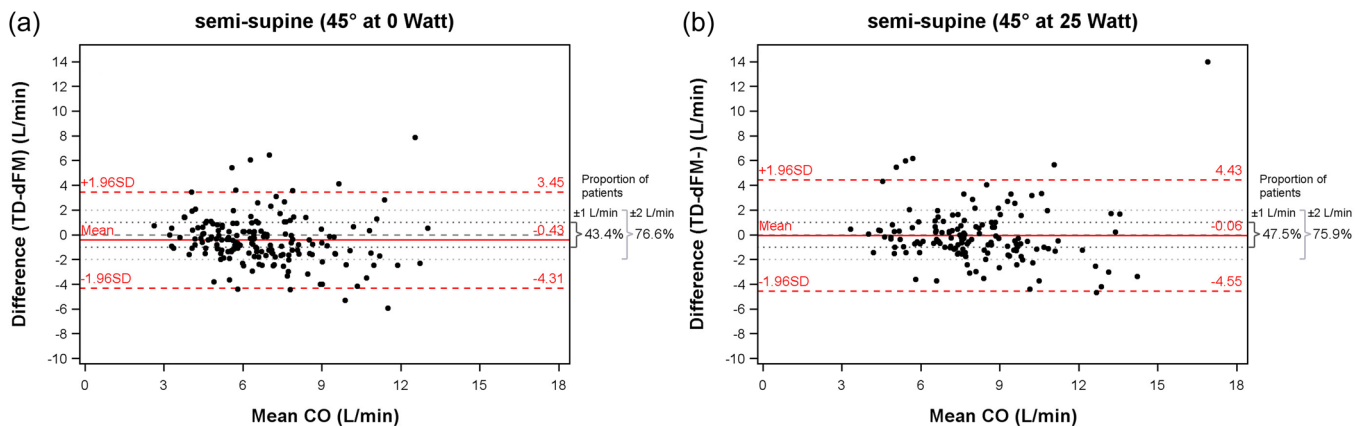 (a)
semi-supine (45° at 0 Watt)
Difference (TD-dFM) (L/min)
14
12
10
8
6
4
2
0
-2
-4
-6
-8
-10
+1.96SD
3.45
Mean
-0.43
-1.96SD
-4.31
Proportion of
patients
±1 L/min ±2 L/min
43.4% 76.6%
0 3 6 9 12 15 18
Mean CO (L/min)
(b)
semi-supine (45° at 25 Watt)
Difference (TD-dFM-) (L/min)
14
12
10
8
6
4
2
0
-2
-4
-6
-8
-10
+1.96SD
4.43
Mean
-0.06
-1.96SD
-4.55
Proportion of
patients
±1 L/min ±2 L/min
47.5% 75.9%
0 3 6 9 12 15 18
Mean CO (L/min)